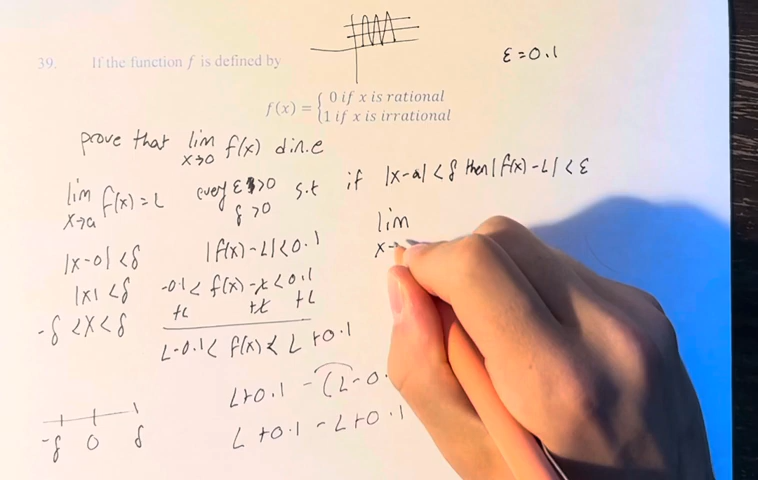 ε=0.1
39. If the function f is defined by
f(x) = { 0 if x is rational
1 if x is irrational
prove that lim x→0 f(x) d.n.e
lim x→a f(x) = L every ε>0 δ>0 s.t if |x-a| < δ then |f(x) - L| < ε
|x-0| < δ |f(x)-L| < 0.1 lim x→
|x| < δ -0.1 < f(x) -L < 0.1
+L +L +L
-δ < x < δ
L-0.1 < f(x) < L+0.1
L+0.1 - (L-0.
-δ 0 δ L+0.1 - L+0.1